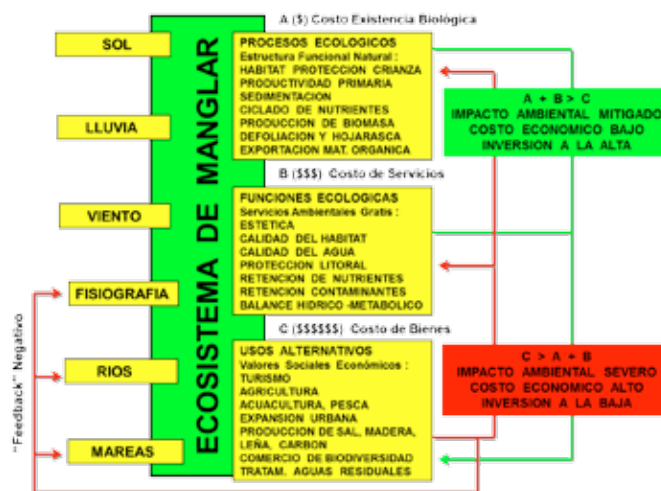 A ($) Costo Existencia Biológica
SOL
LLUVIA
VIENTO
FISIOGRAFIA
RIOS
MAREAS
"Feedback" Negativo
ECOSISTEMA DE MANGLAR
PROCESOS ECOLOGICOS
Estructura Funcional Natural :
HABITAT PROTECCION CRIANZA
PRODUCTIVIDAD PRIMARIA
SEDIMENTACION
CICLADO DE NUTRIENTES
PRODUCCION DE BIOMASA
DEFOLIACION Y HOJARASCA
EXPORTACION MAT. ORGANICA
B ($$$) Costo de Servicios
FUNCIONES ECOLOGICAS
Servicios Ambientales Gratis :
ESTETICA
CALIDAD DEL HABITAT
CALIDAD DEL AGUA
PROTECCION LITORAL
RETENCION DE NUTRIENTES
RETENCION CONTAMINANTES
BALANCE HIDRICO -METABOLICO
C ($$$$$$) Costo de Bienes
USOS ALTERNATIVOS
Valores Sociales Económicos :
TURISMO
AGRICULTURA
ACUACULTURA, PESCA
EXPANSION URBANA
PRODUCCION DE SAL, MADERA,
LEÑA, CARBON
COMERCIO DE BIODIVERSIDAD
TRATAM. AGUAS RESIDUALES
A + B > C
IMPACTO AMBIENTAL MITIGADO
COSTO ECONOMICO BAJO
INVERSION A LA ALTA
C > A + B
IMPACTO AMBIENTAL SEVERO
COSTO ECONOMICO ALTO
INVERSION A LA BAJA